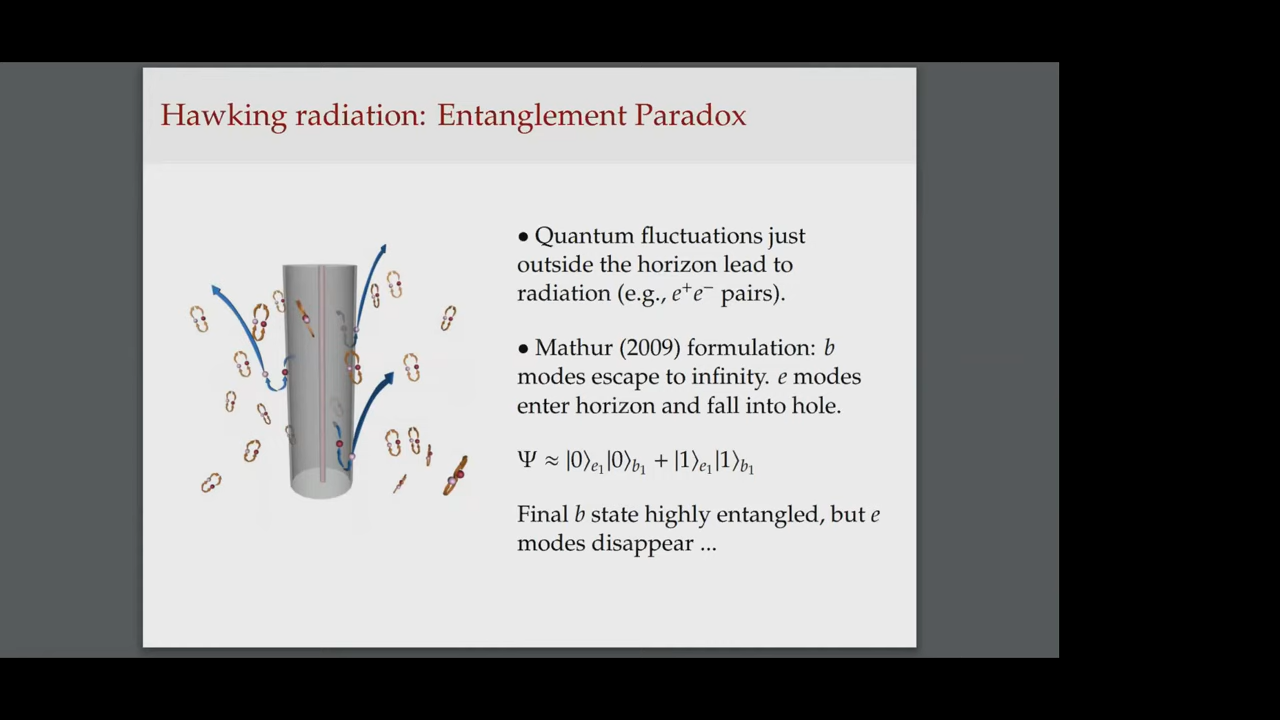 Hawking radiation: Entanglement Paradox
• Quantum fluctuations just
outside the horizon lead to
radiation (e.g., e⁺e⁻ pairs).
• Mathur (2009) formulation: b
modes escape to infinity. e modes
enter horizon and fall into hole.
Ψ ≈ |0⟩e₁|0⟩b₁ + |1⟩e₁|1⟩b₁
Final b state highly entangled, but e
modes disappear ...